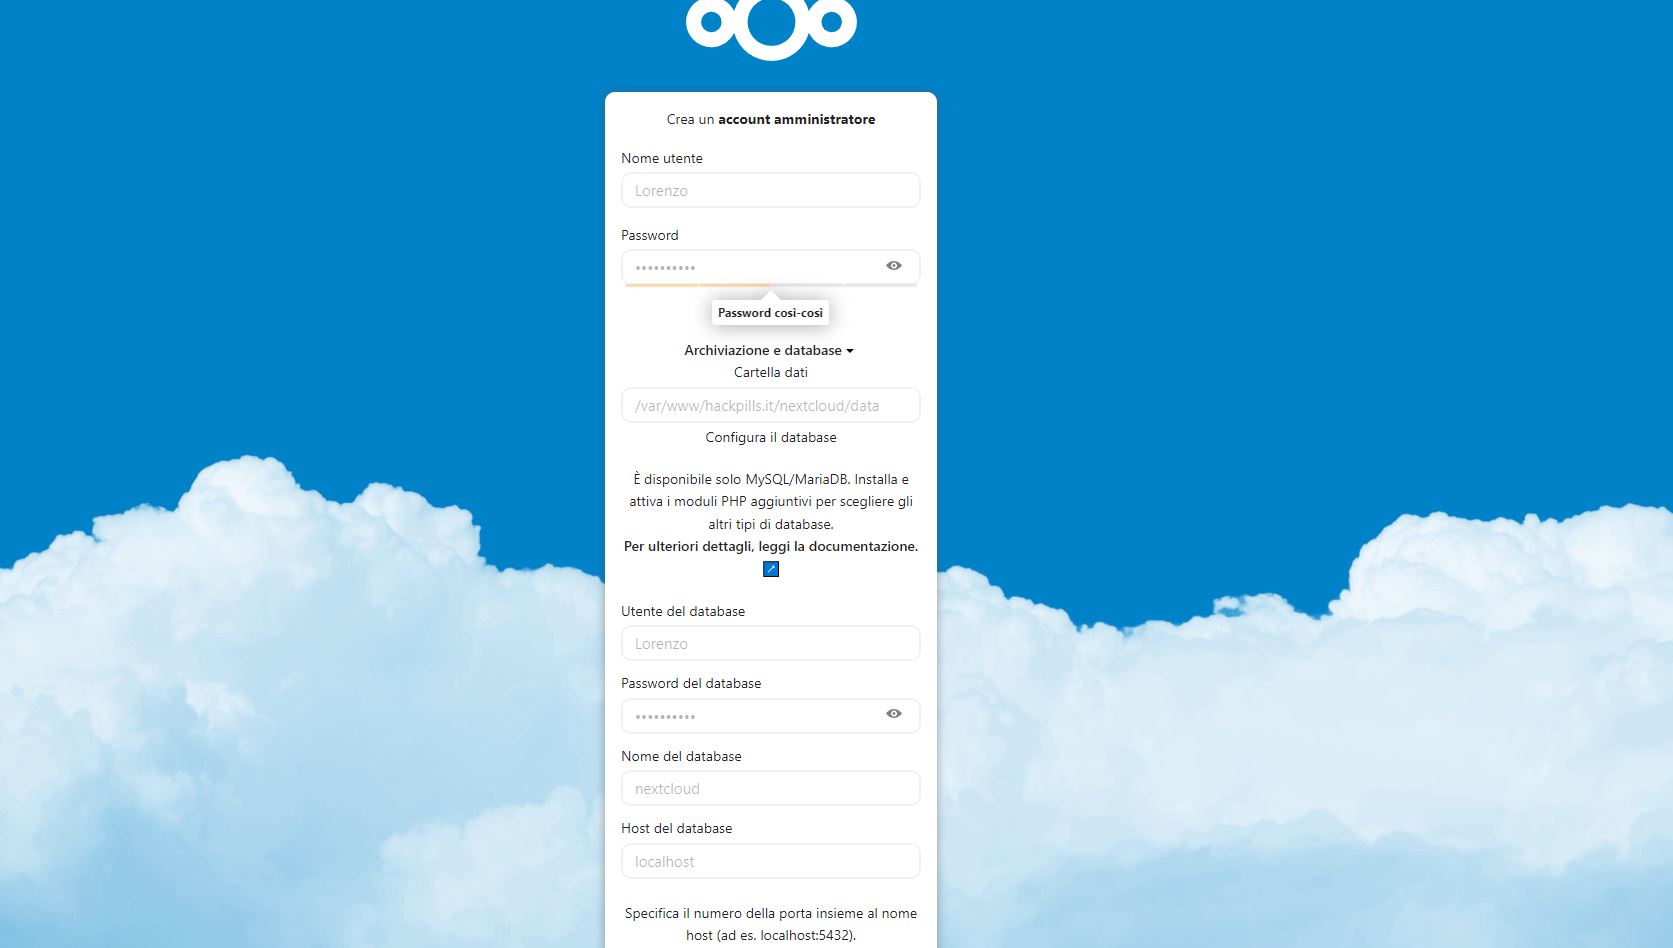 Crea un account amministratore
Nome utente
Lorenzo
Password
••••••••••
Password così-così
Archiviazione e database
Cartella dati
/var/www/hackpills.it/nextcloud/data
Configura il database
È disponibile solo MySQL/MariaDB. Installa e
attiva i moduli PHP aggiuntivi per scegliere gli
altri tipi di database.
Per ulteriori dettagli, leggi la documentazione.
Utente del database
Lorenzo
Password del database
••••••••••
Nome del database
nextcloud
Host del database
localhost
Specifica il numero della porta insieme al nome
host (ad es. localhost:5432).